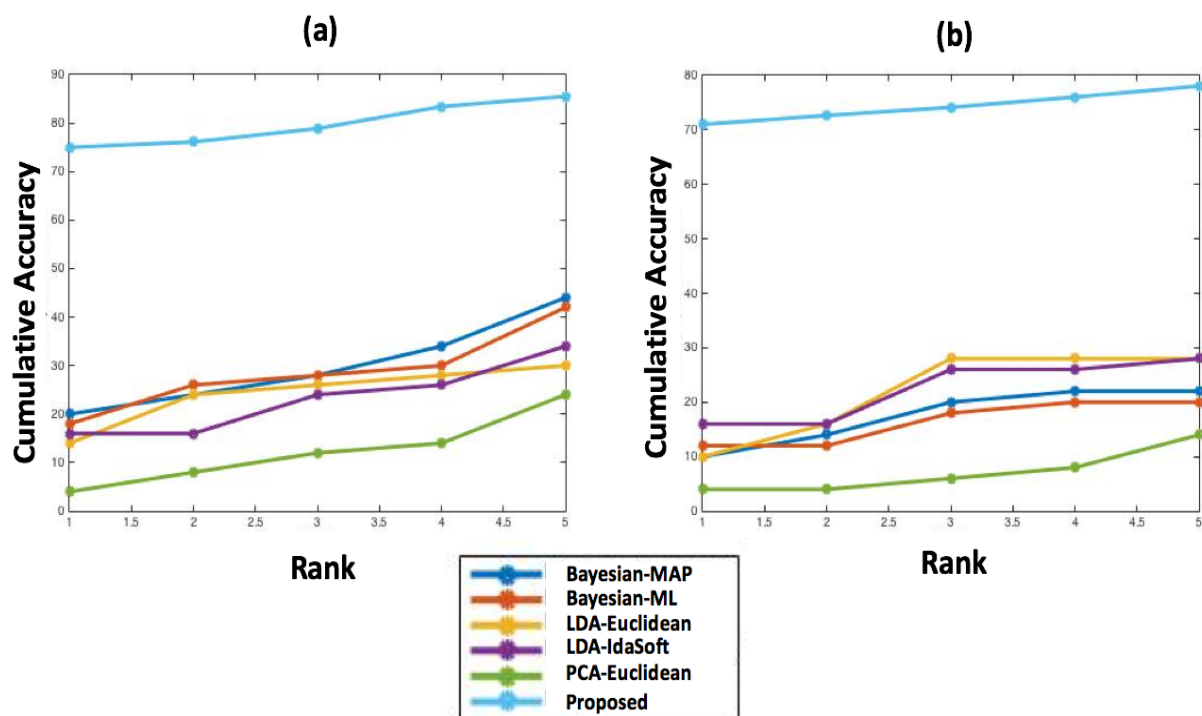 (a)
90
80
70
60
50
40
30
20
10
0
1 1.5 2 2.5 3 3.5 4 4.5 5
Cumulative Accuracy
Rank
(b)
80
70
60
50
40
30
20
10
0
1 1.5 2 2.5 3 3.5 4 4.5 5
Cumulative Accuracy
Rank
Bayesian-MAP
Bayesian-ML
LDA-Euclidean
LDA-IdaSoft
PCA-Euclidean
Proposed